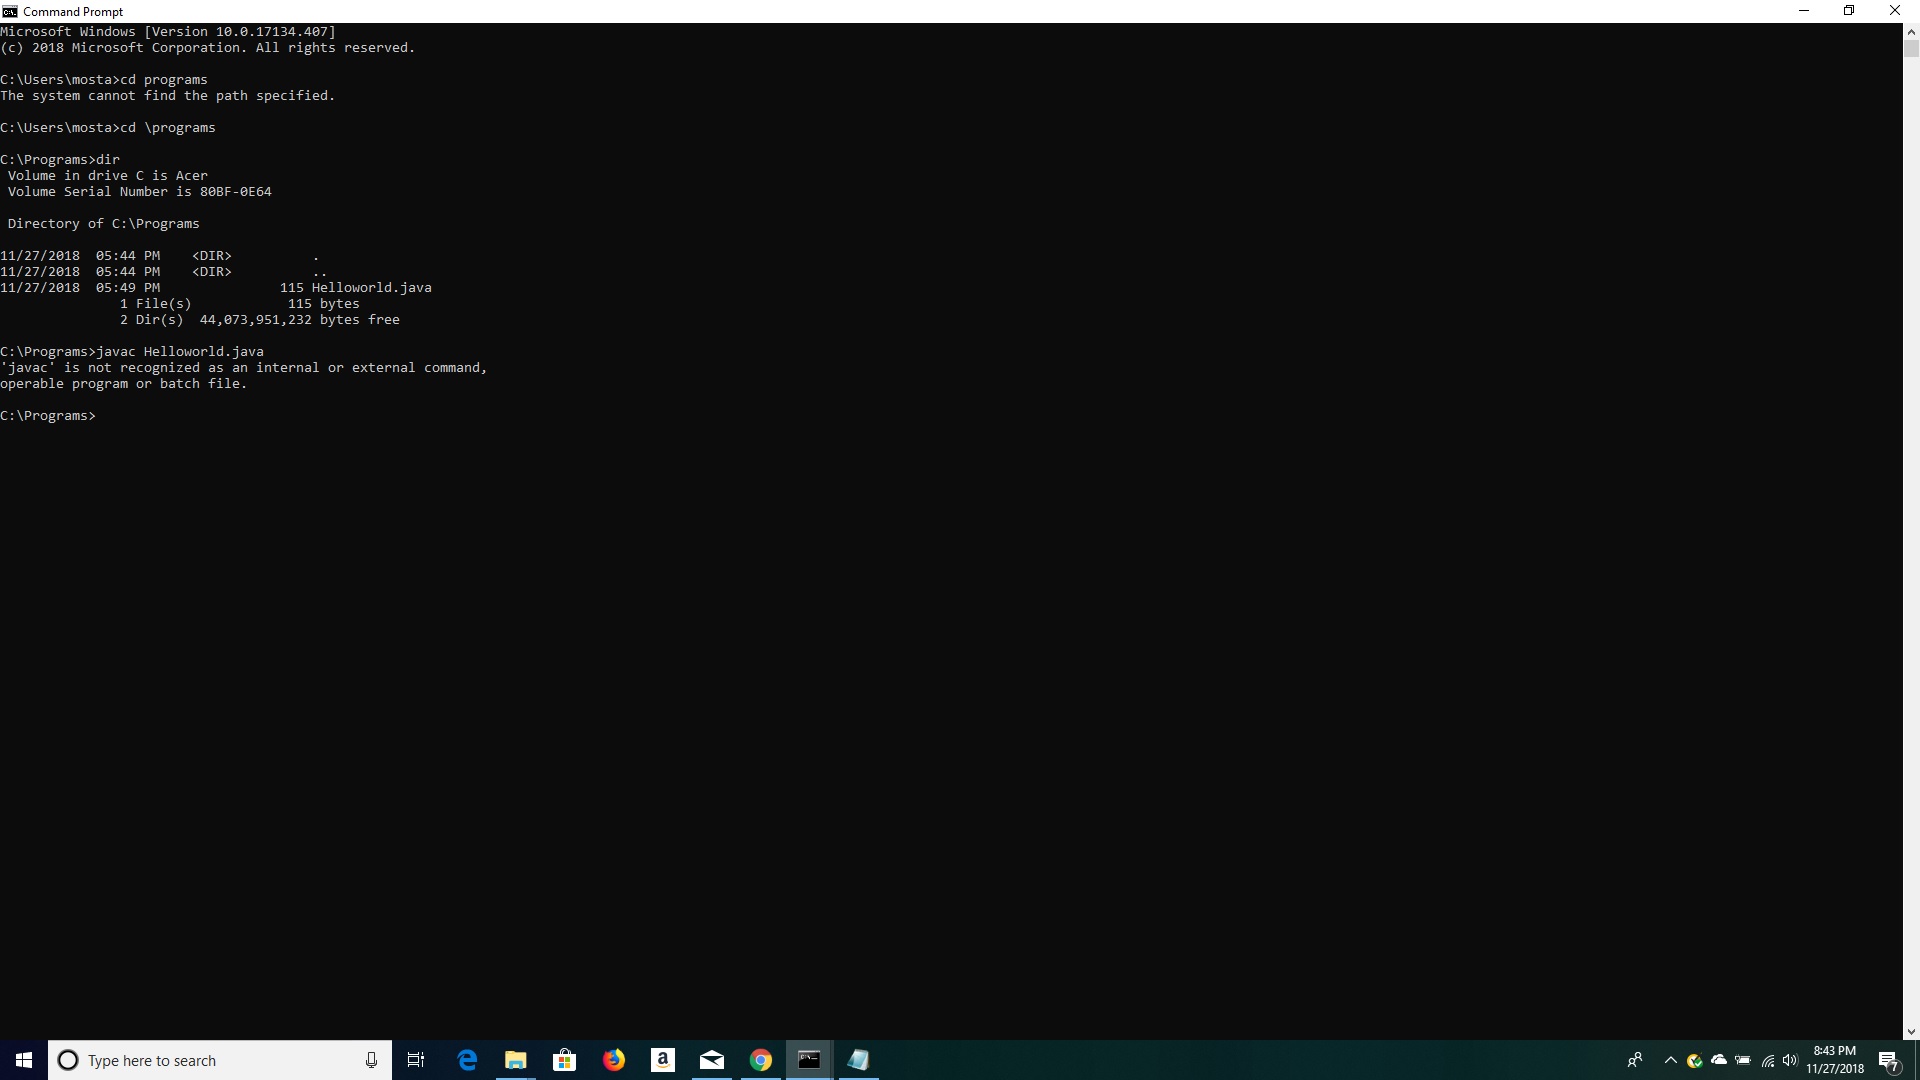 Command Prompt
Microsoft Windows [Version 10.0.17134.407]
(c) 2018 Microsoft Corporation. All rights reserved.
C:\Users\mosta>cd programs
The system cannot find the path specified.
C:\Users\mosta>cd \programs
C:\Programs>dir
 Volume in drive C is Acer
 Volume Serial Number is 80BF-0E64
 Directory of C:\Programs
11/27/2018  05:44 PM    <DIR>          .
11/27/2018  05:44 PM    <DIR>          ..
11/27/2018  05:49 PM               115 Helloworld.java
               1 File(s)            115 bytes
               2 Dir(s)  44,073,951,232 bytes free
C:\Programs>javac Helloworld.java
'javac' is not recognized as an internal or external command,
operable program or batch file.
C:\Programs>
Type here to search
a
8:43 PM
11/27/2018
7